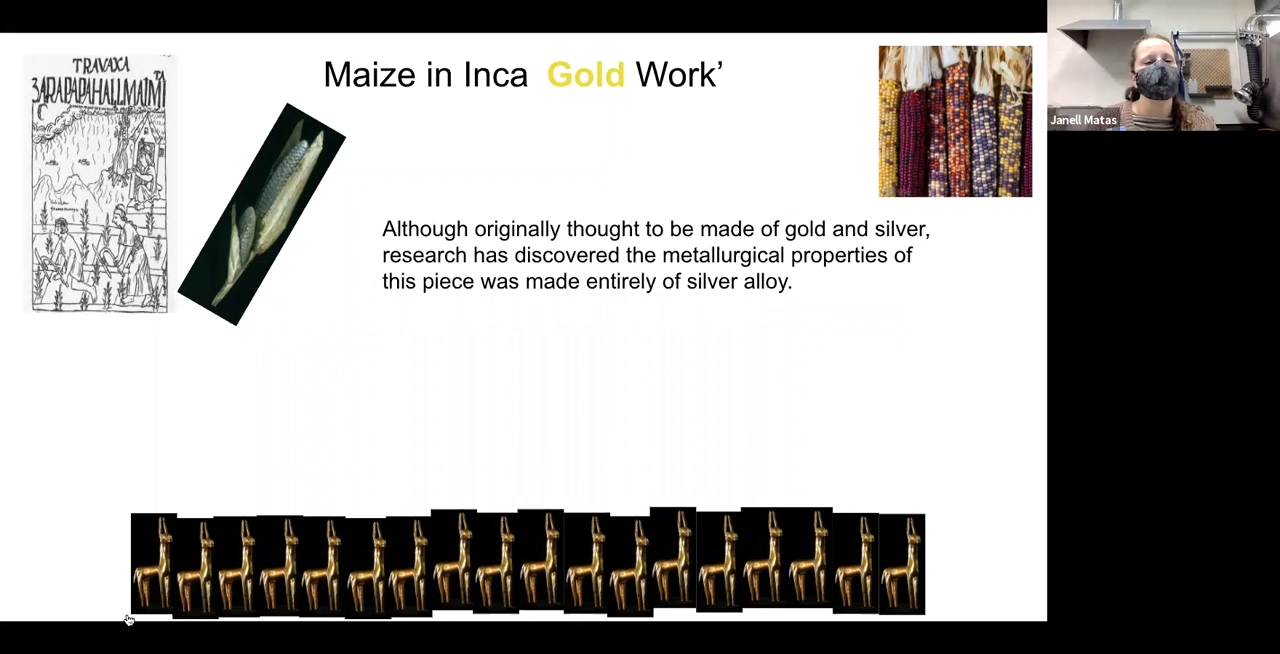 TRAVAXA
Maize in Inca Gold Work’
Although originally thought to be made of gold and silver,
research has discovered the metallurgical properties of
this piece was made entirely of silver alloy.
Janell Matas